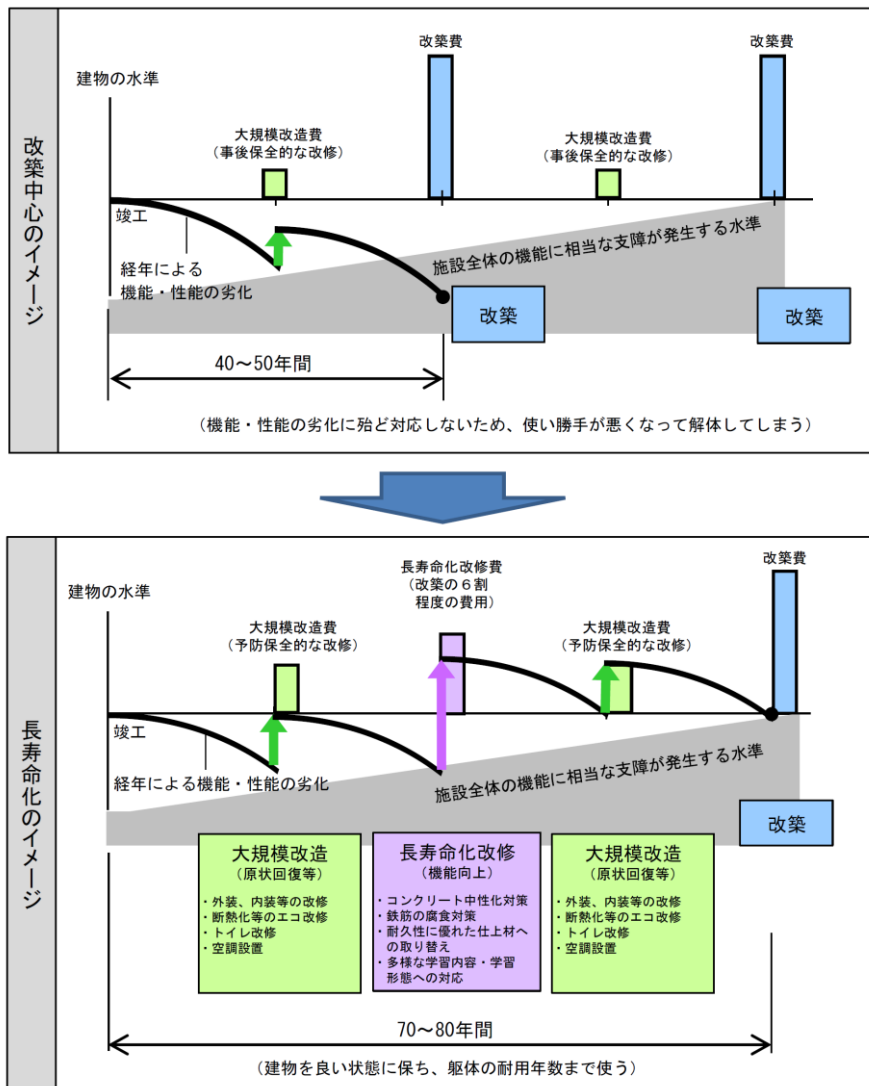 改築中心のイメージ
建物の水準
改築費
改築費
大規模改造費
（事後保全的な改修）
大規模改造費
（事後保全的な改修）
竣工
経年による
機能・性能の劣化
施設全体の機能に相当な支障が発生する水準
改築
改築
40～50年間
（機能・性能の劣化に殆ど対応しないため、使い勝手が悪くなって解体してしまう）
長寿命化のイメージ
建物の水準
長寿命化改修費
（改築の６割
程度の費用）
改築費
大規模改造費
（予防保全的な改修）
大規模改造費
（予防保全的な改修）
竣工
経年による機能・性能の劣化
施設全体の機能に相当な支障が発生する水準
改築
大規模改造
（原状回復等）
・外装、内装等の改修
・断熱化等のエコ改修
・トイレ改修
・空調設置
長寿命化改修
（機能向上）
・コンクリート中性化対策
・鉄筋の腐食対策
・耐久性に優れた仕上材へ
の取り替え
・多様な学習内容・学習
形態への対応
大規模改造
（原状回復等）
・外装、内装等の改修
・断熱化等のエコ改修
・トイレ改修
・空調設置
70～80年間
（建物を良い状態に保ち、躯体の耐用年数まで使う）